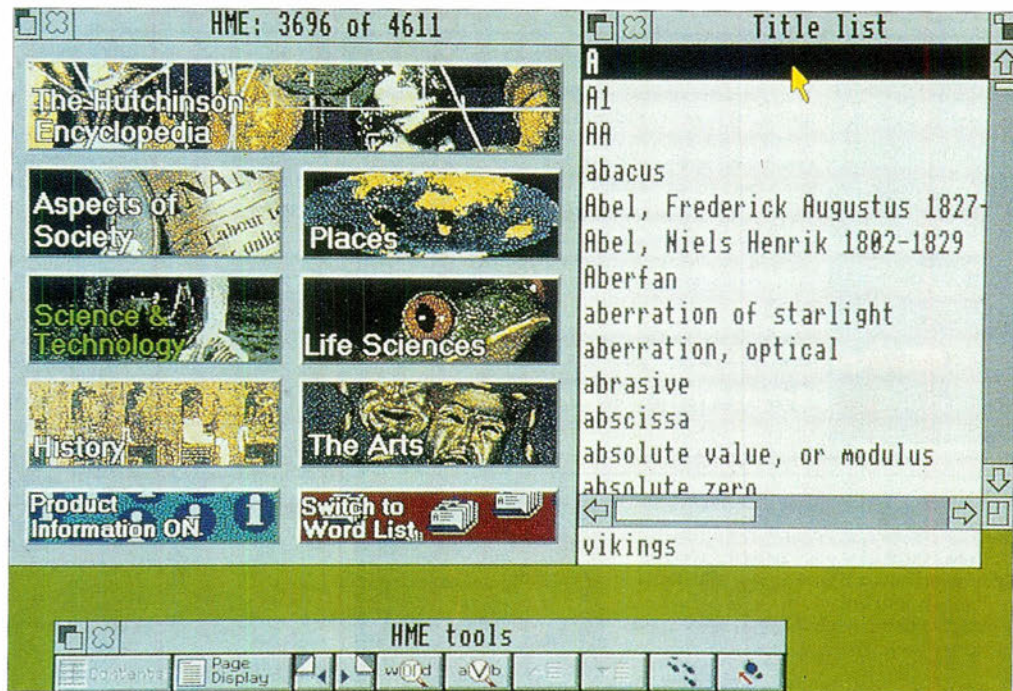 HME: 3696 of 4611
The Hutchinson
Encyclopedia
Aspects of
Society
Places
Science &
Technology
Life Sciences
History
The Arts
Product
Information ON
Switch to
Word List
Title list
A
A1
AA
abacus
Abel, Frederick Augustus 1827-
Abel, Niels Henrik 1802-1829
Aberfan
aberration of starlight
aberration, optical
abrasive
abscissa
absolute value, or modulus
absolute zero
vikings
HME tools
Contents
Page
Display
word
aVb